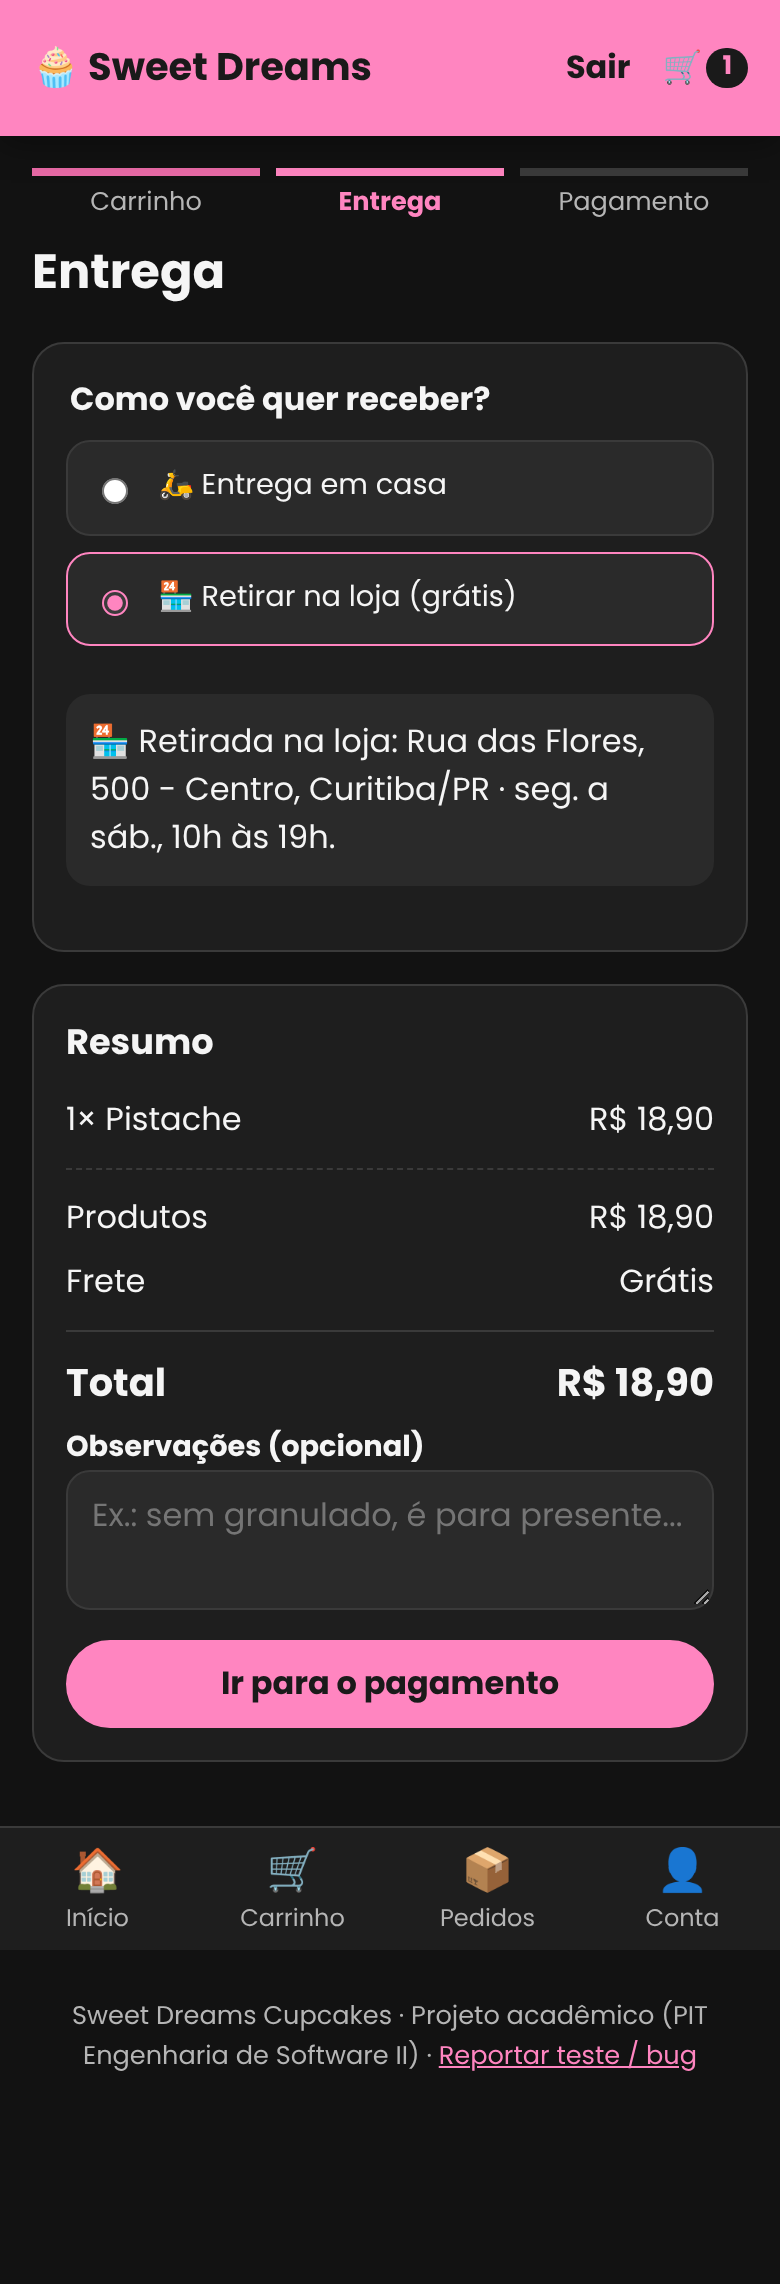 Sweet Dreams
Sair 1
Carrinho Entrega Pagamento
Entrega
Como você quer receber?
Entrega em casa
24 Retirar na loja (grátis)
24 Retirada na loja: Rua das Flores,
500 - Centro, Curitiba/PR · seg. a
sáb., 10h às 19h.
Resumo
1× Pistache R$ 18,90
Produtos R$ 18,90
Frete Grátis
Total R$ 18,90
Observações (opcional)
Ex.: sem granulado, é para presente...
Ir para o pagamento
Início Carrinho Pedidos Conta
Sweet Dreams Cupcakes · Projeto acadêmico (PIT
Engenharia de Software II) · Reportar teste / bug